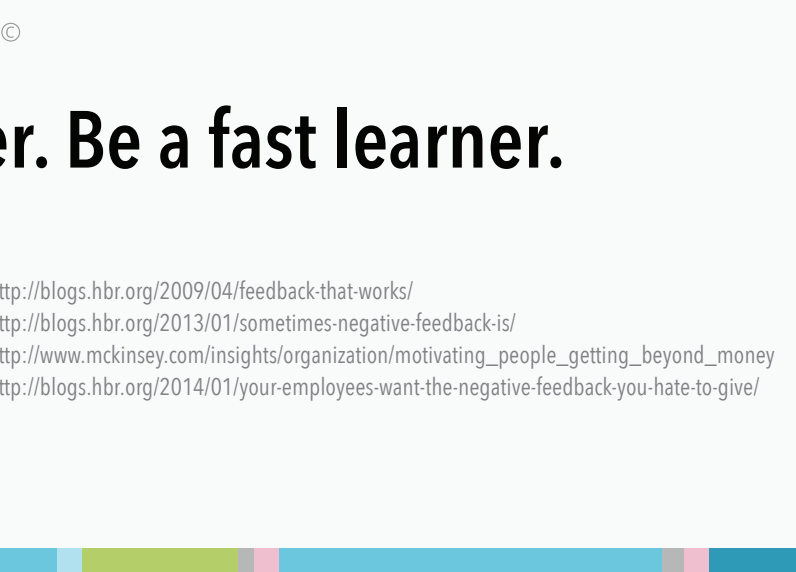 ©
er. Be a fast learner.
ttp://blogs.hbr.org/2009/04/feedback-that-works/
ttp://blogs.hbr.org/2013/01/sometimes-negative-feedback-is/
ttp://www.mckinsey.com/insights/organization/motivating_people_getting_beyond_money
ttp://blogs.hbr.org/2014/01/your-employees-want-the-negative-feedback-you-hate-to-give/